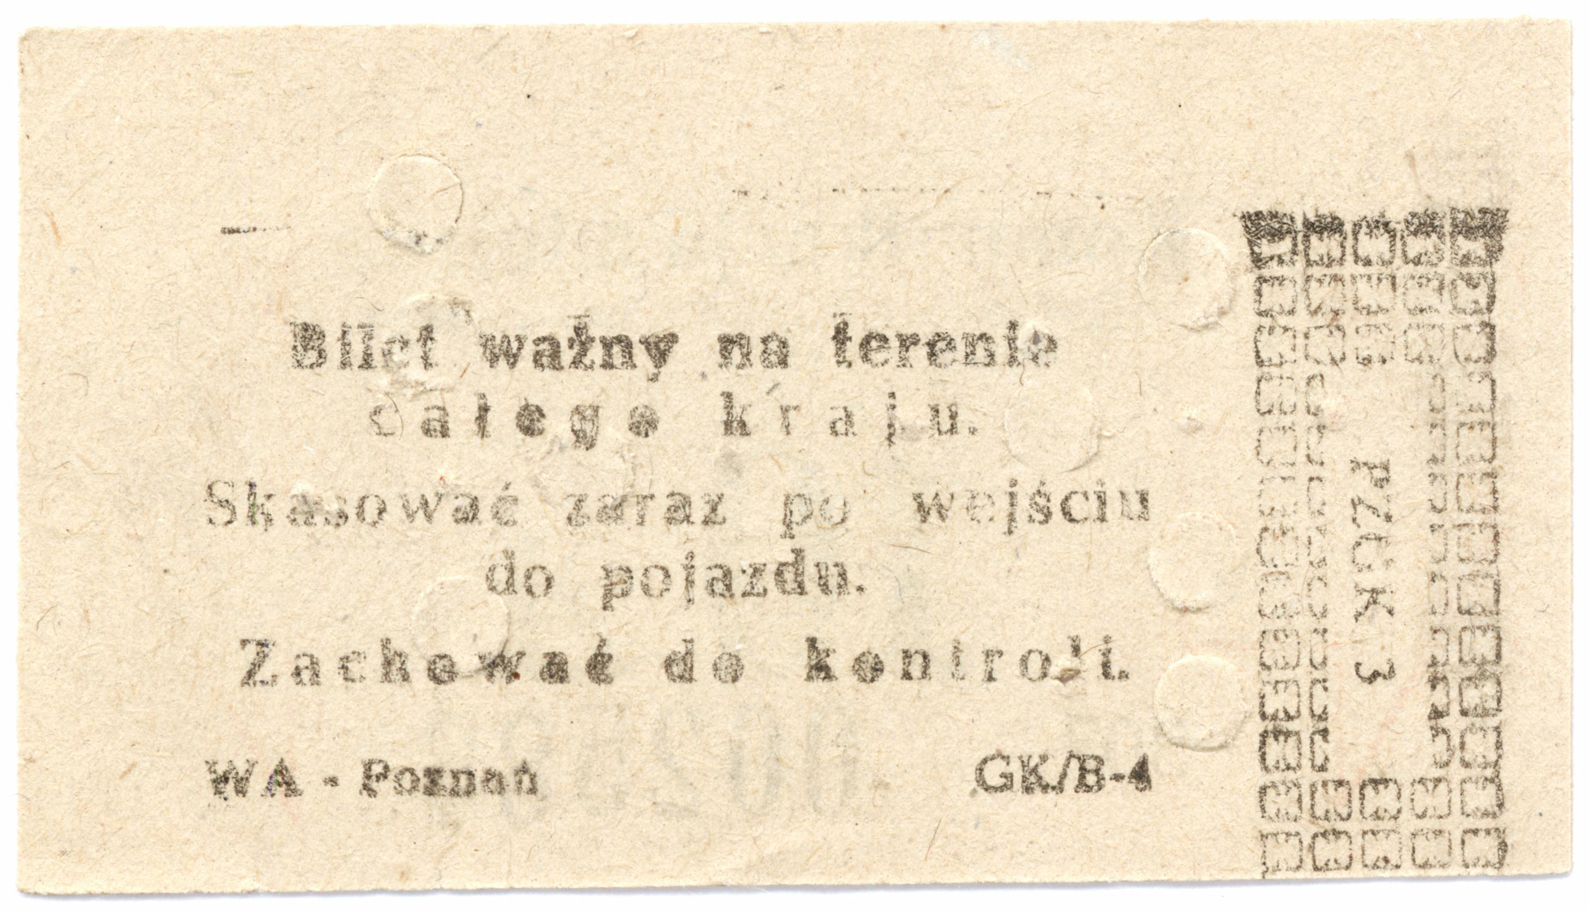 Bilet ważny na terenie
całego kraju.
Skasować zaraz po wejściu
do pojazdu.
Zachować do kontroli.
WA - Poznań GK/B-4
PZGK 3